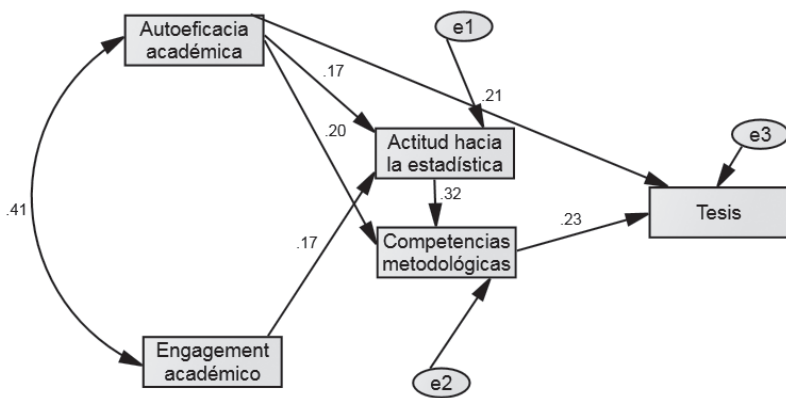 Autoeficacia
académica
e1
.17
.21
.20
Actitud hacia
la estadística
e3
.41
.32
Tesis
.17
Competencias
metodológicas
.23
Engagement
académico
e2